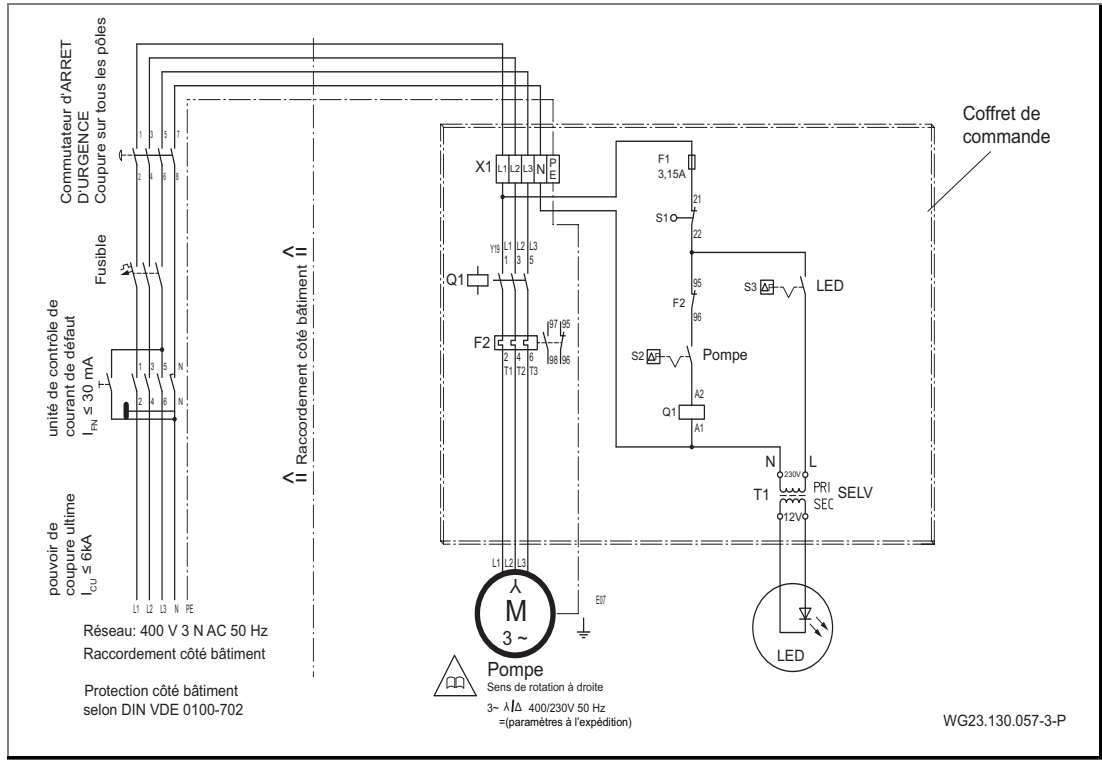 Commutateur d'ARRET
D'URGENCE
Coupure sur tous les pôles
1 3 5 7
2 4 6 8
Fusible
unité de contrôle de
courant de défaut
I_FN ≤ 30 mA
1 3 5 N
2 4 6 N
pouvoir de
coupure ultime
I_CU ≤ 6kA
L1 L2 L3 N PE
Réseau: 400 V 3 N AC 50 Hz
Raccordement côté bâtiment
Protection côté bâtiment
selon DIN VDE 0100-702
<= Raccordement côté bâtiment <=
Coffret de
commande
X1 L1 L2 L3 N PE
Y19 L1 L2 L3
1 3 5
Q1
F2
97 95
98 96
2 4 6
T1 T2 T3
F1
3,15A
21
S1
22
95
F2
96
S3 LED
S2 Pompe
A2
Q1
A1
N L
230V
T1 PRI SELV
SEC
12V
LED
L1 L2 L3
M
3 ~
E07
Pompe
Sens de rotation à droite
3~ Y/Δ 400/230V 50 Hz
=(paramètres à l'expédition)
WG23.130.057-3-P